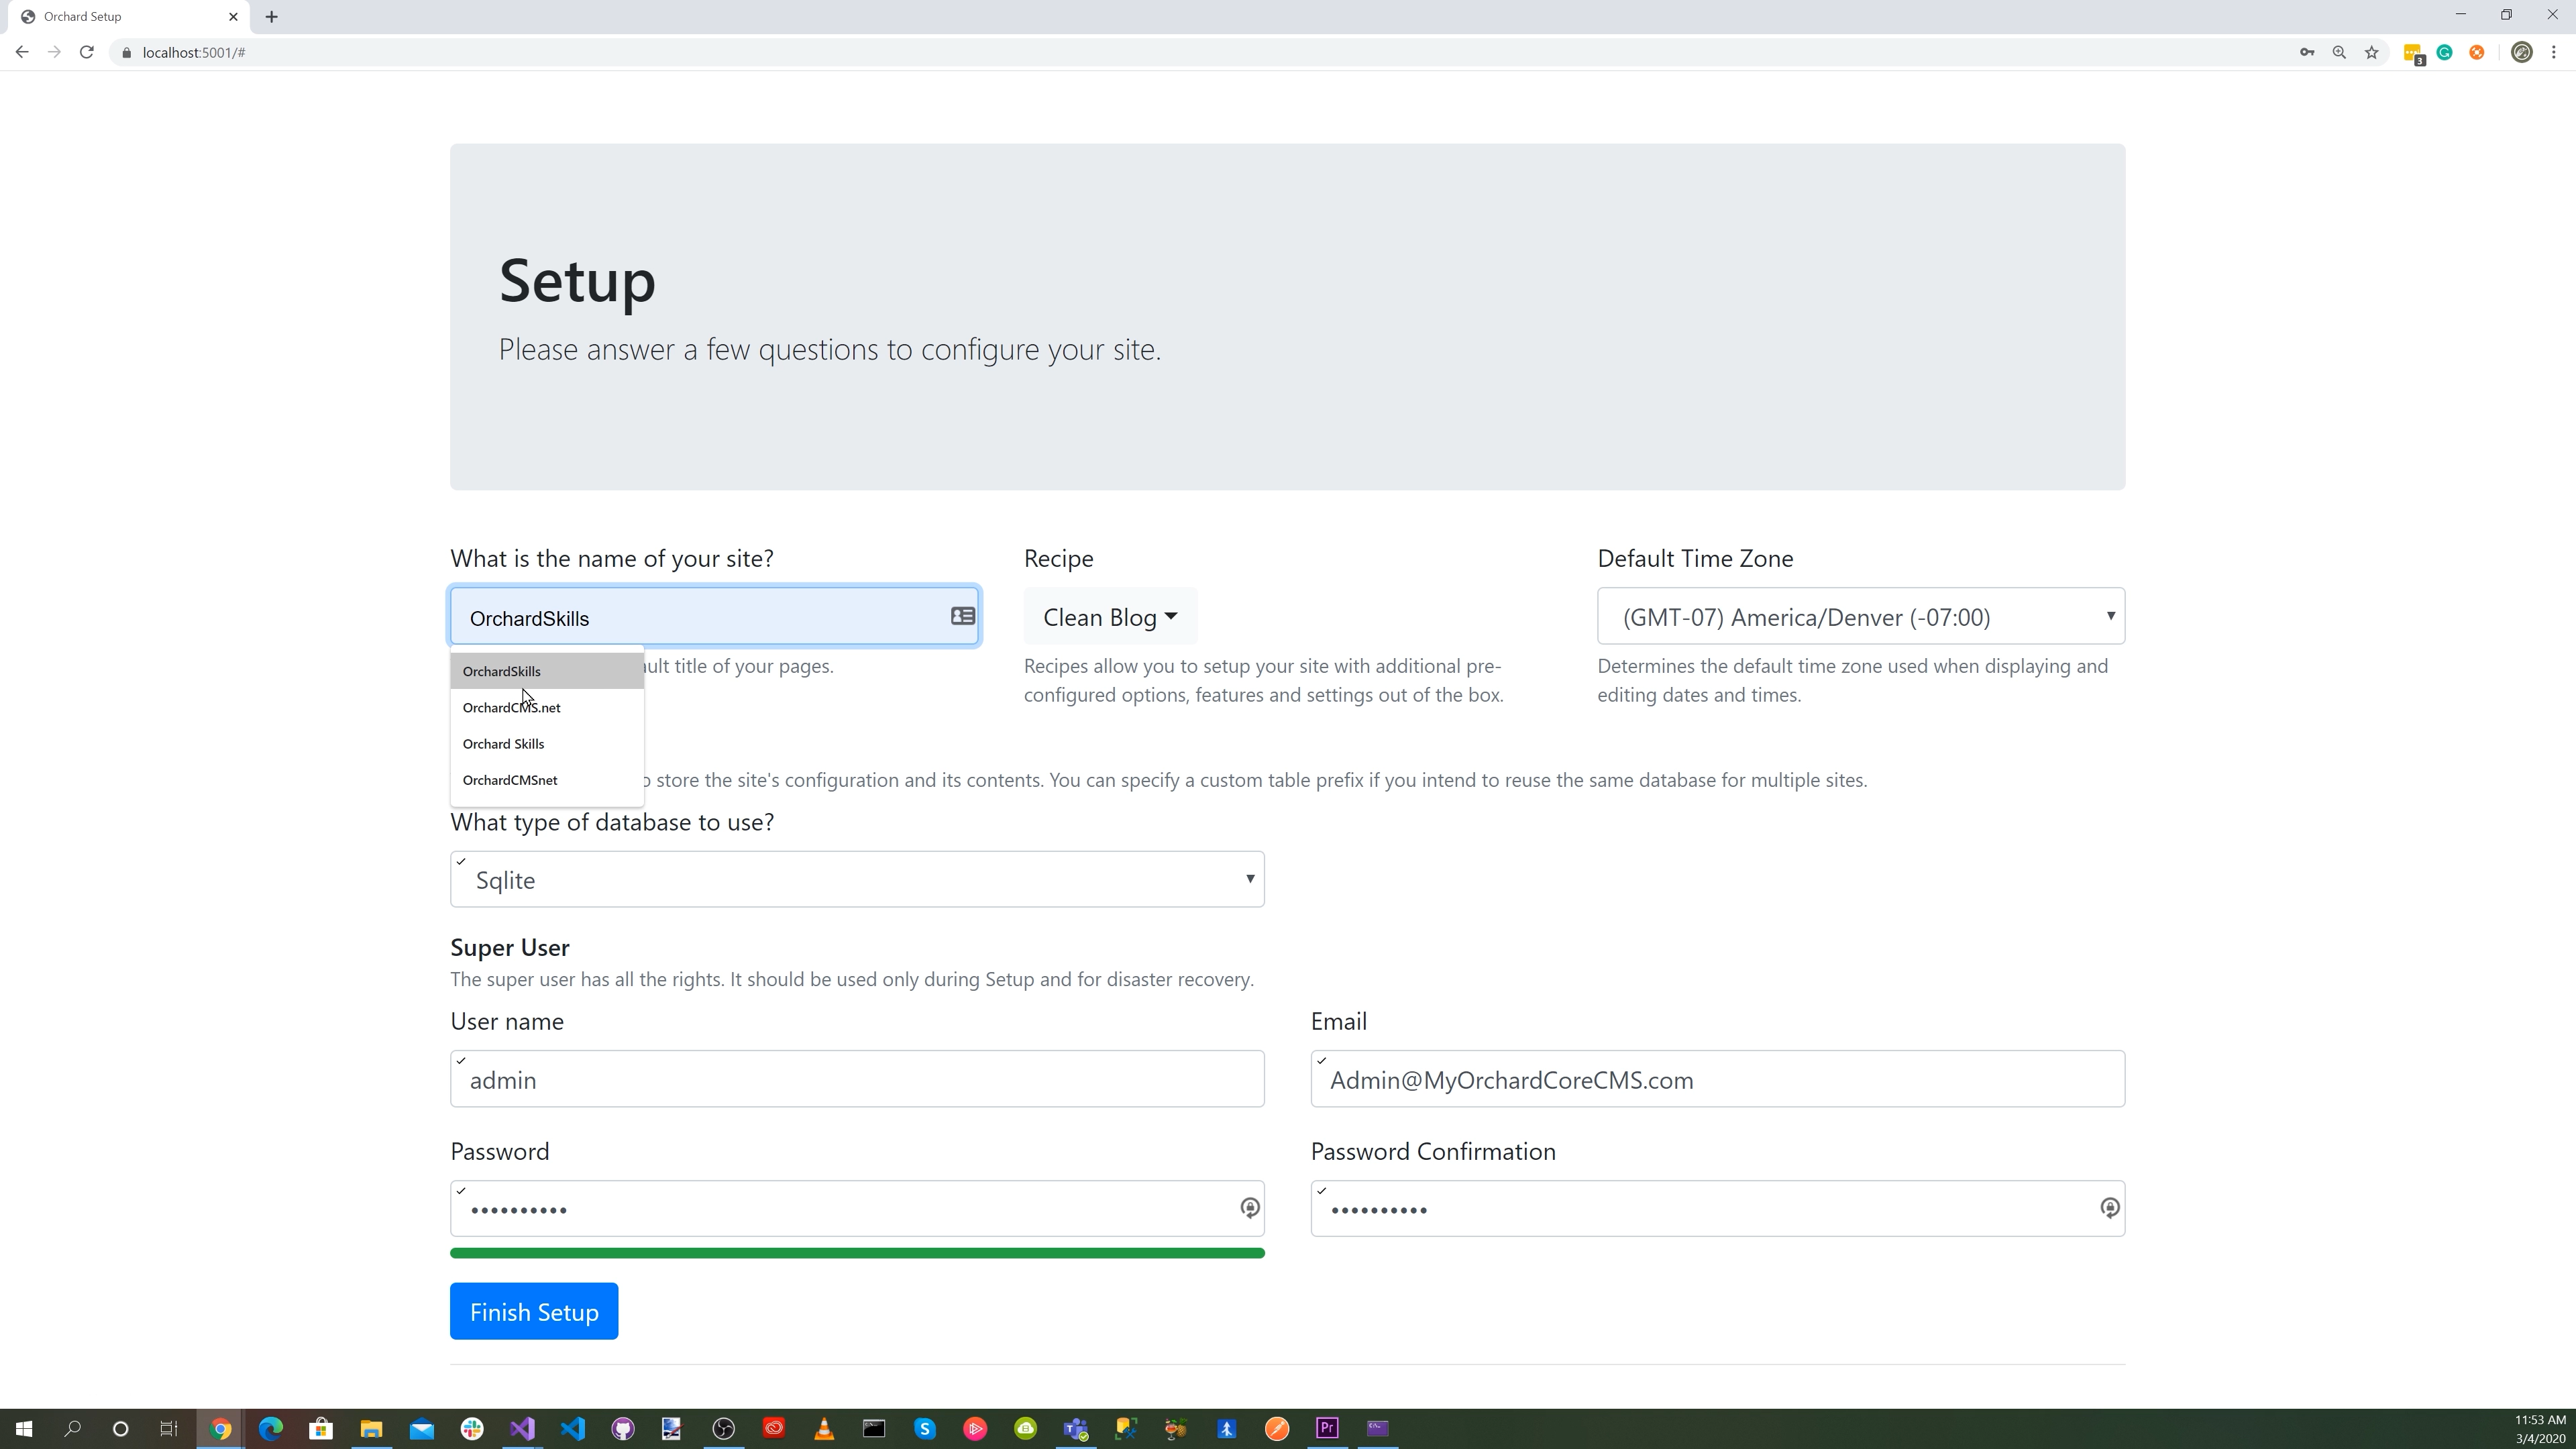 Orchard Setup
localhost:5001/#
3
Setup
Please answer a few questions to configure your site.
What is the name of your site?
OrchardSkills
OrchardSkills
ult title of your pages.
OrchardCMS.net
Orchard Skills
OrchardCMSnet
Recipe
Clean Blog
Recipes allow you to setup your site with additional pre-
configured options, features and settings out of the box.
Default Time Zone
(GMT-07) America/Denver (-07:00)
Determines the default time zone used when displaying and
editing dates and times.
o store the site's configuration and its contents. You can specify a custom table prefix if you intend to reuse the same database for multiple sites.
What type of database to use?
Sqlite
Super User
The super user has all the rights. It should be used only during Setup and for disaster recovery.
User name
admin
Email
Admin@MyOrchardCoreCMS.com
Password
••••••••••
Password Confirmation
••••••••••
Finish Setup
Pr
11:53 AM
3/4/2020